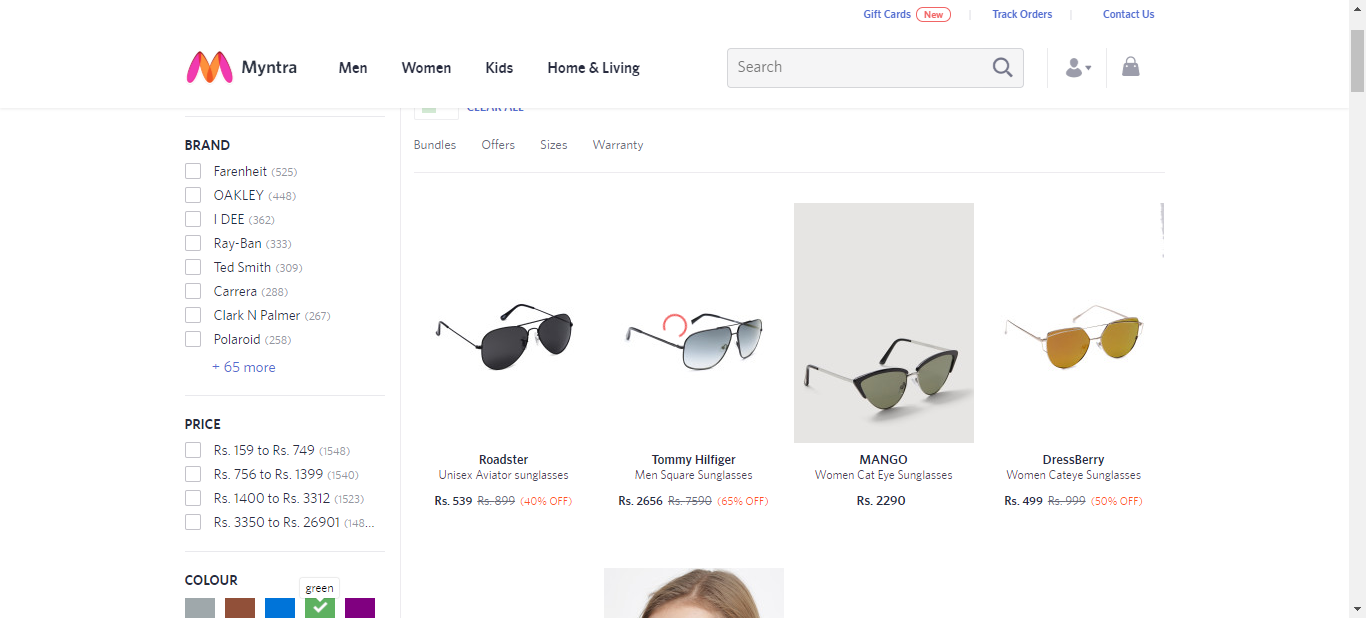 Gift Cards New Track Orders Contact Us
Myntra Men Women Kids Home & Living Search
CLEAR ALL
Bundles Offers Sizes Warranty
BRAND
Farenheit (525)
OAKLEY (448)
I DEE (362)
Ray-Ban (333)
Ted Smith (309)
Carrera (288)
Clark N Palmer (267)
Polaroid (258)
+ 65 more
PRICE
Rs. 159 to Rs. 749 (1548)
Rs. 756 to Rs. 1399 (1540)
Rs. 1400 to Rs. 3312 (1523)
Rs. 3350 to Rs. 26901 (148...
COLOUR
green
Roadster
Unisex Aviator sunglasses
Rs. 539 Rs. 899 (40% OFF)
Tommy Hilfiger
Men Square Sunglasses
Rs. 2656 Rs. 7590 (65% OFF)
MANGO
Women Cat Eye Sunglasses
Rs. 2290
DressBerry
Women Cateye Sunglasses
Rs. 499 Rs. 999 (50% OFF)